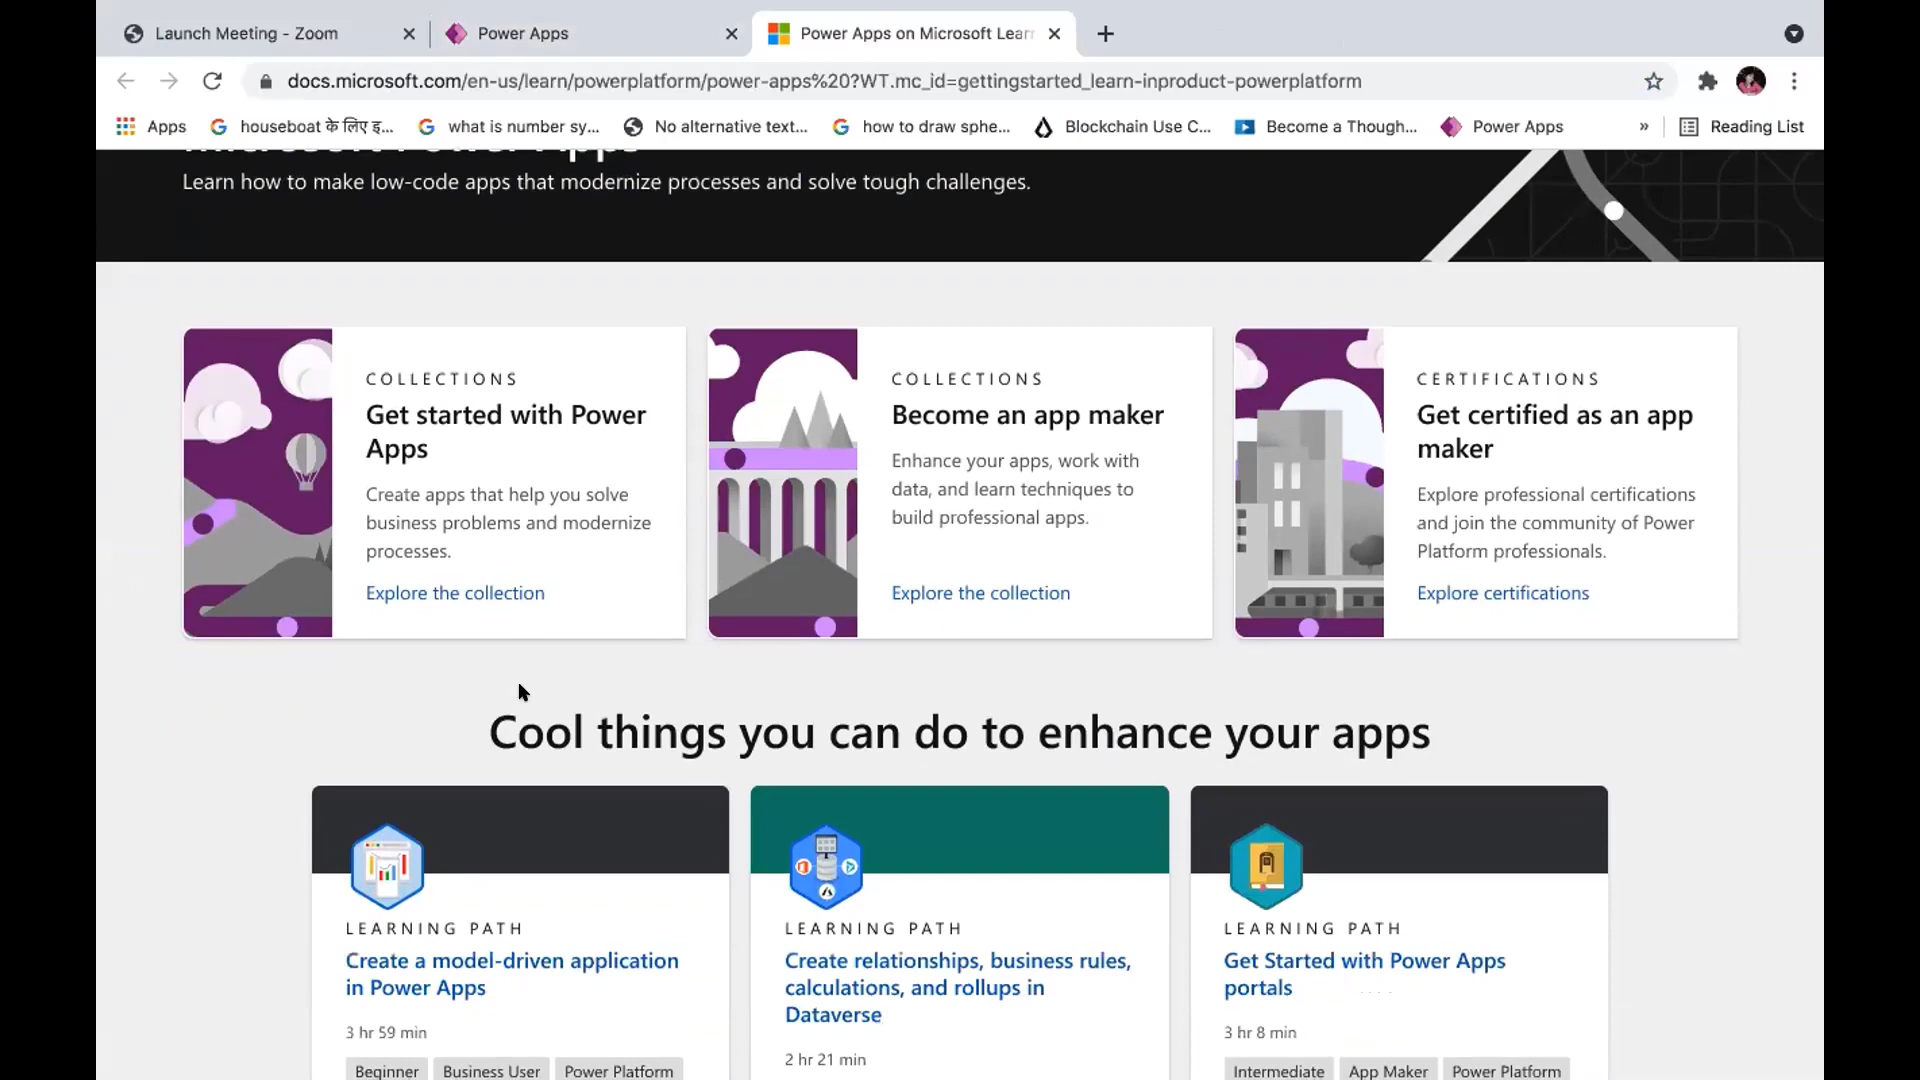 Launch Meeting - Zoom
Power Apps
Power Apps on Microsoft Lear
docs.microsoft.com/en-us/learn/powerplatform/power-apps%20?WT.mc_id=gettingstarted_learn-inproduct-powerplatform
Apps
houseboat के लिए इ...
what is number sy...
No alternative text...
how to draw sphe...
Blockchain Use C...
Become a Though...
Power Apps
»
Reading List
Microsoft Power Apps
Learn how to make low-code apps that modernize processes and solve tough challenges.
COLLECTIONS
Get started with Power
Apps
Create apps that help you solve
business problems and modernize
processes.
Explore the collection
COLLECTIONS
Become an app maker
Enhance your apps, work with
data, and learn techniques to
build professional apps.
Explore the collection
CERTIFICATIONS
Get certified as an app
maker
Explore professional certifications
and join the community of Power
Platform professionals.
Explore certifications
Cool things you can do to enhance your apps
LEARNING PATH
Create a model-driven application
in Power Apps
3 hr 59 min
Beginner
Business User
Power Platform
LEARNING PATH
Create relationships, business rules,
calculations, and rollups in
Dataverse
2 hr 21 min
LEARNING PATH
Get Started with Power Apps
portals
3 hr 8 min
Intermediate
App Maker
Power Platform